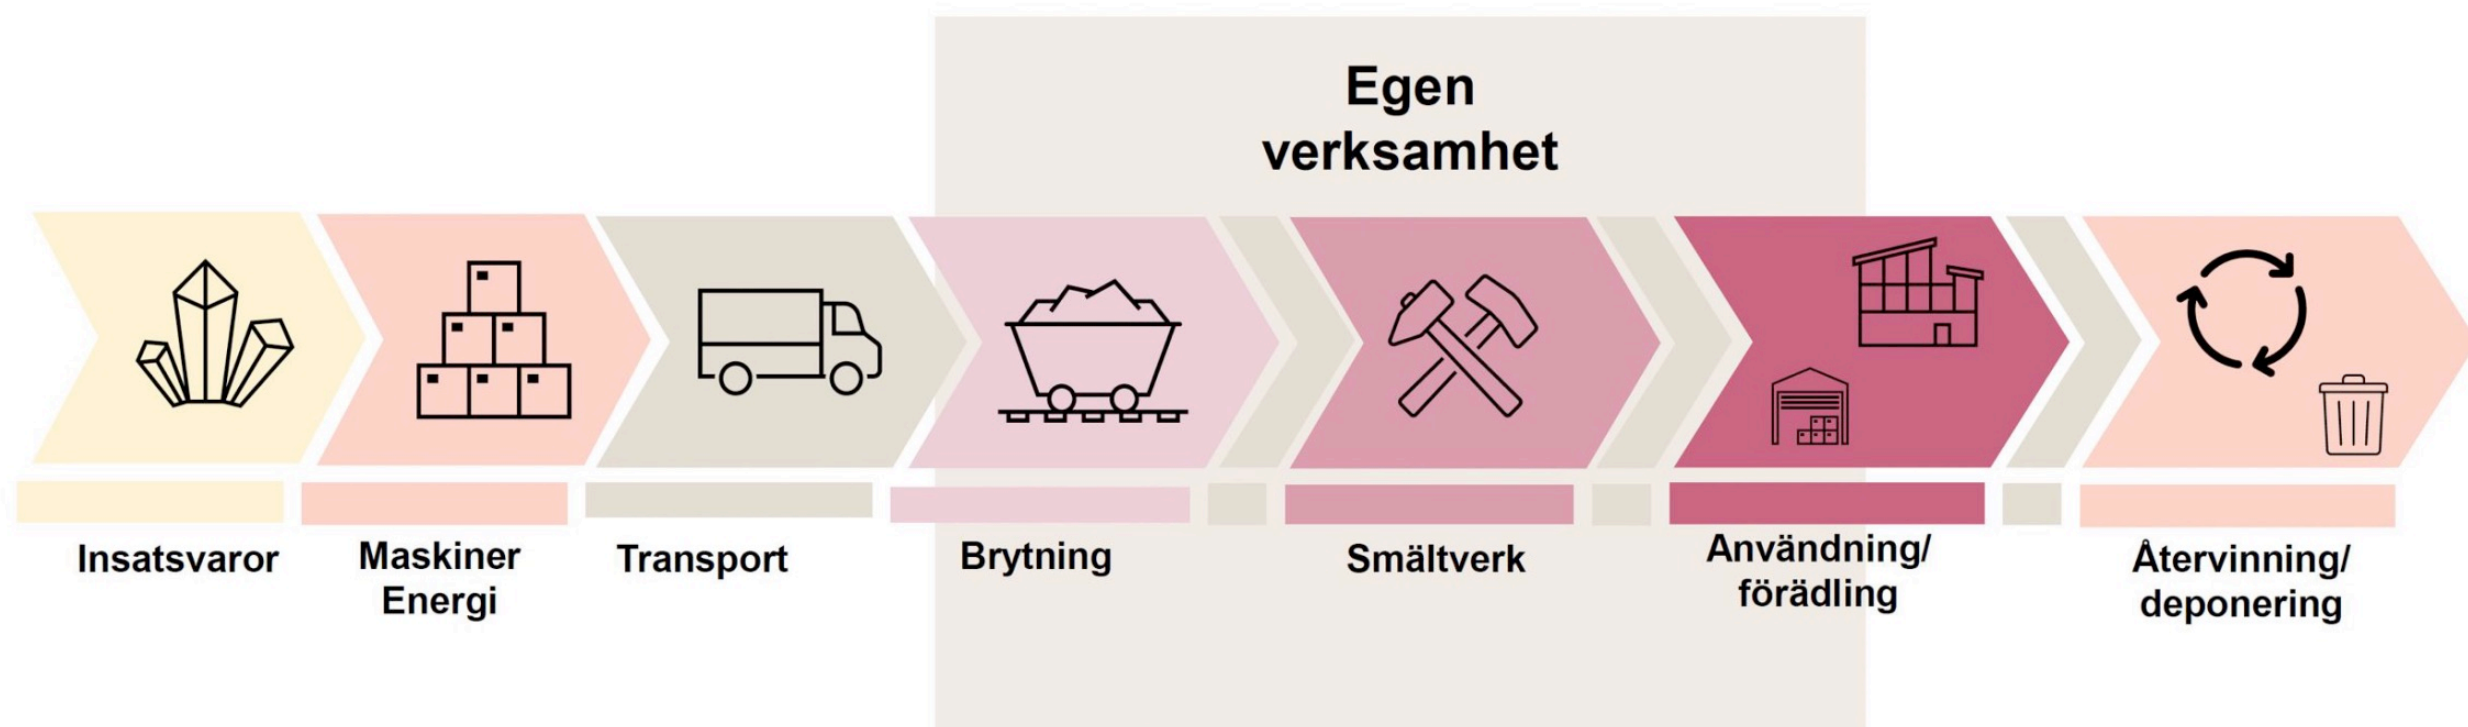 Egen
verksamhet
Insatsvaror
Maskiner
Energi
Transport
Brytning
Smältverk
Användning/
förädling
Återvinning/
deponering